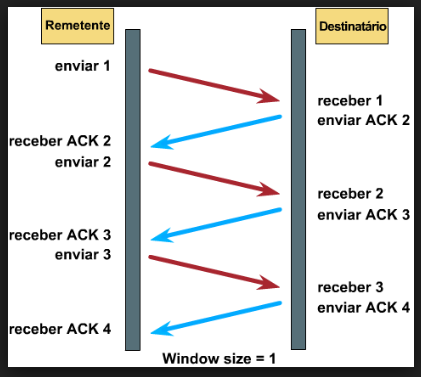 Remetente
Destinatário
enviar 1
receber 1
enviar ACK 2
receber ACK 2
enviar 2
receber 2
enviar ACK 3
receber ACK 3
enviar 3
receber 3
enviar ACK 4
receber ACK 4
Window size = 1